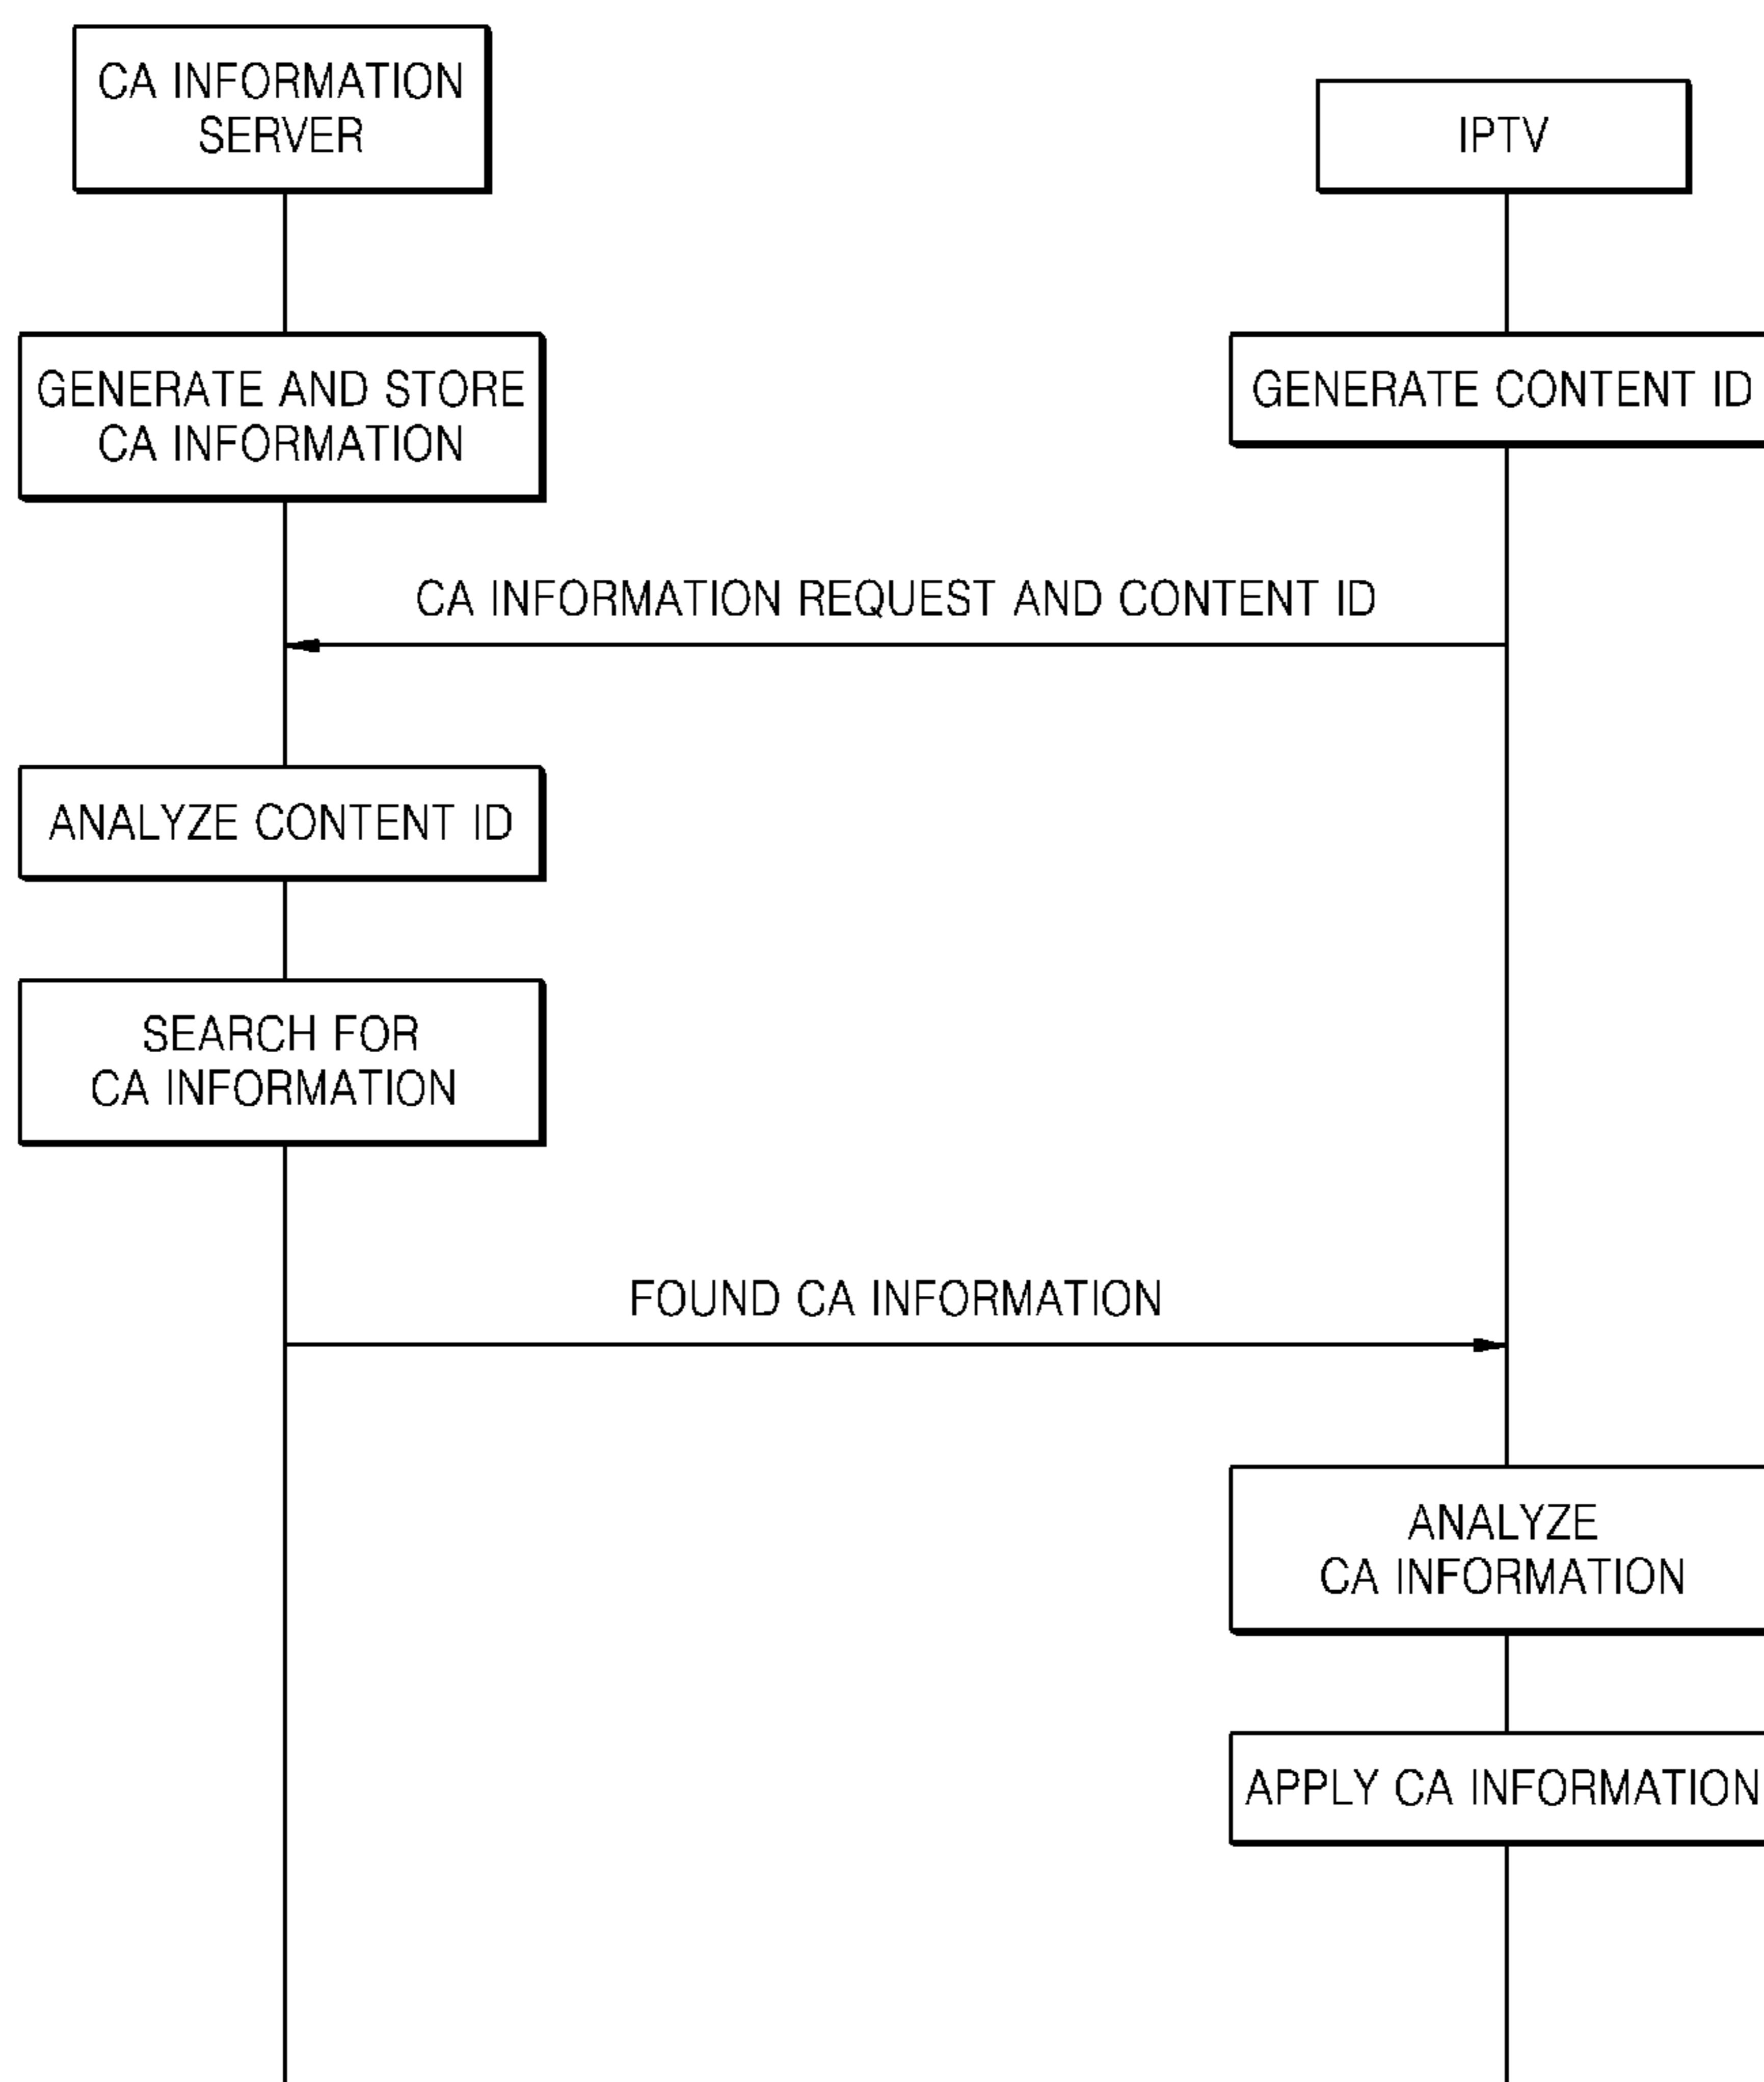 CA INFORMATION
SERVER
IPTV
GENERATE AND STORE
CA INFORMATION
GENERATE CONTENT ID
CA INFORMATION REQUEST AND CONTENT ID
ANALYZE CONTENT ID
SEARCH FOR
CA INFORMATION
FOUND CA INFORMATION
ANALYZE
CA INFORMATION
APPLY CA INFORMATION